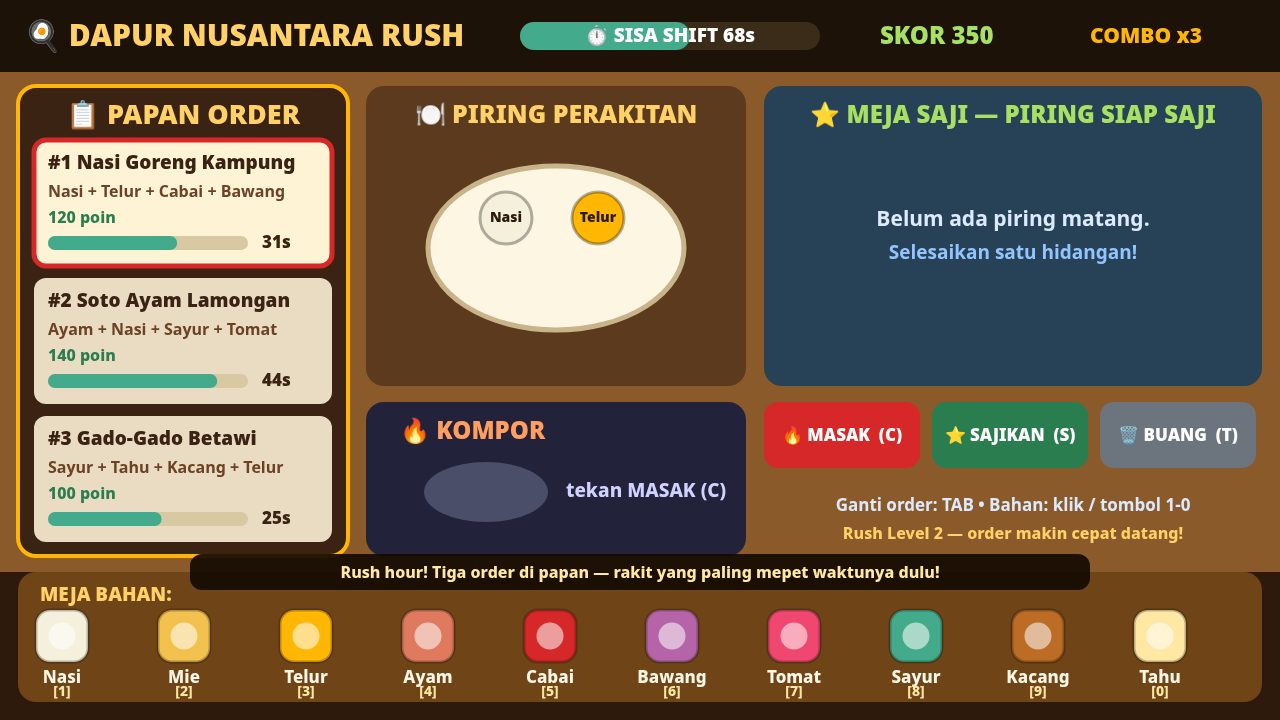 DAPUR NUSANTARA RUSH
SISA SHIFT 68s
SKOR 350
COMBO x3
PAPAN ORDER
#1 Nasi Goreng Kampung
Nasi + Telur + Cabai + Bawang
120 poin
31s
#2 Soto Ayam Lamongan
Ayam + Nasi + Sayur + Tomat
140 poin
44s
#3 Gado-Gado Betawi
Sayur + Tahu + Kacang + Telur
100 poin
25s
PIRING PERAKITAN
Nasi
Telur
KOMPOR
tekan MASAK (C)
MEJA SAJI — PIRING SIAP SAJI
Belum ada piring matang.
Selesaikan satu hidangan!
MASAK (C)
SAJIKAN (S)
BUANG (T)
Ganti order: TAB • Bahan: klik / tombol 1-0
Rush Level 2 — order makin cepat datang!
Rush hour! Tiga order di papan — rakit yang paling mepet waktunya dulu!
MEJA BAHAN:
Nasi
[1]
Mie
[2]
Telur
[3]
Ayam
[4]
Cabai
[5]
Bawang
[6]
Tomat
[7]
Sayur
[8]
Kacang
[9]
Tahu
[0]